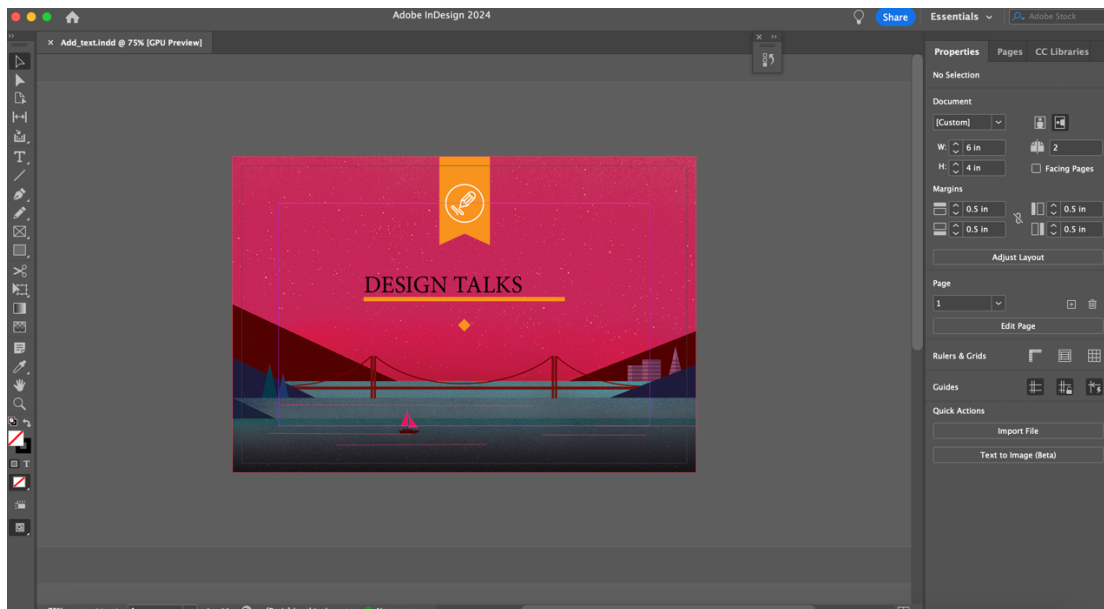 Adobe InDesign 2024
Share
Essentials
Adobe Stock
× Add_text.indd @ 75% [GPU Preview]
Properties Pages CC Libraries
No Selection
Document
[Custom]
W: 6 in
2
H: 4 in
Facing Pages
Margins
0.5 in 0.5 in
0.5 in 0.5 in
Adjust Layout
Page
1
Edit Page
Rulers & Grids
Guides
Quick Actions
Import File
Text to Image (Beta)
DESIGN TALKS